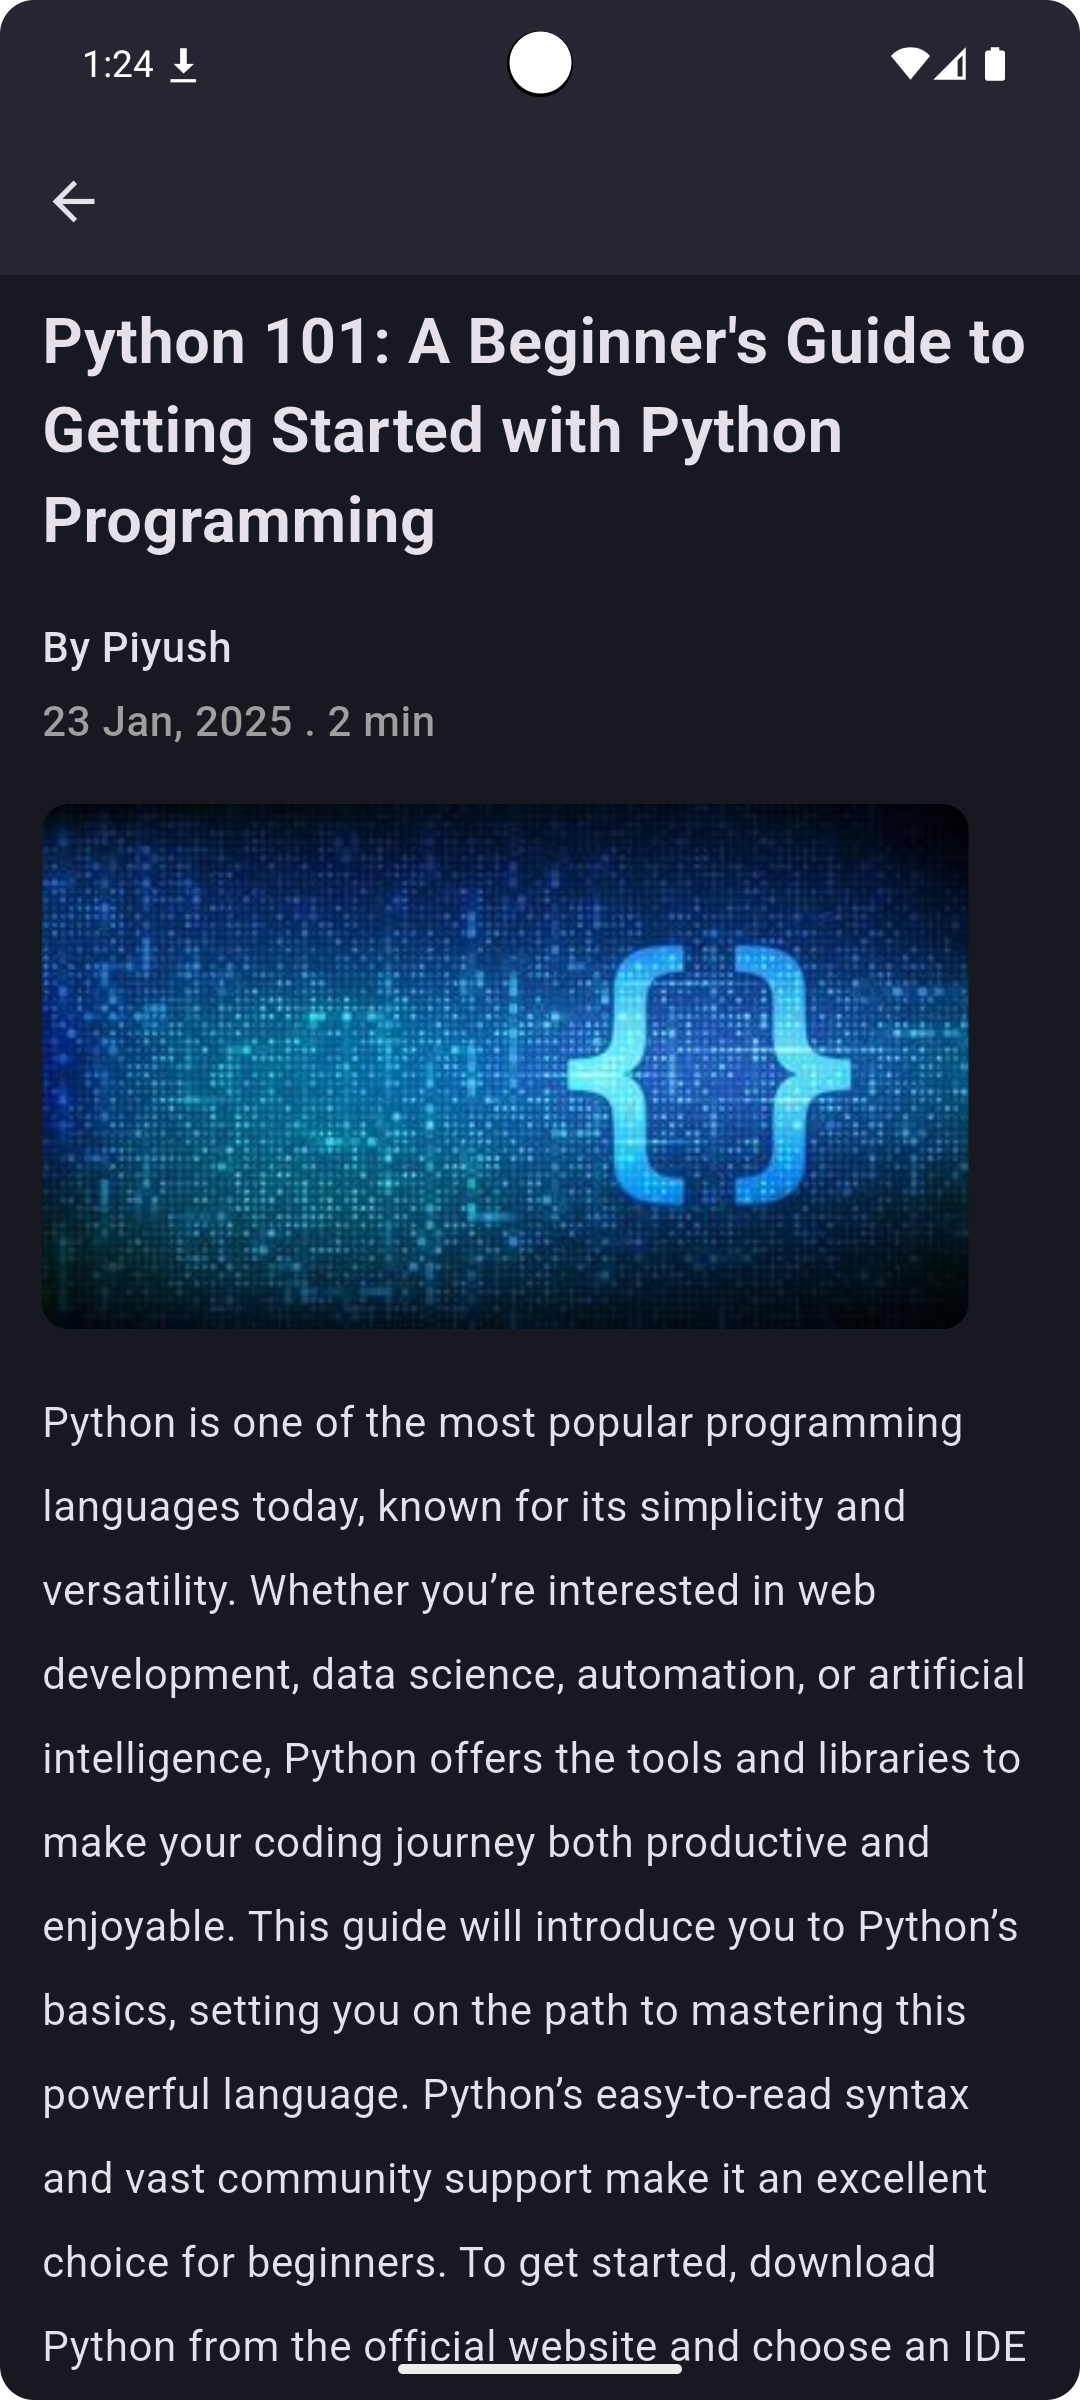 1:24
Python 101: A Beginner's Guide to
Getting Started with Python
Programming
By Piyush
23 Jan, 2025 . 2 min
{}
Python is one of the most popular programming
languages today, known for its simplicity and
versatility. Whether you’re interested in web
development, data science, automation, or artificial
intelligence, Python offers the tools and libraries to
make your coding journey both productive and
enjoyable. This guide will introduce you to Python’s
basics, setting you on the path to mastering this
powerful language. Python’s easy-to-read syntax
and vast community support make it an excellent
choice for beginners. To get started, download
Python from the official website and choose an IDE